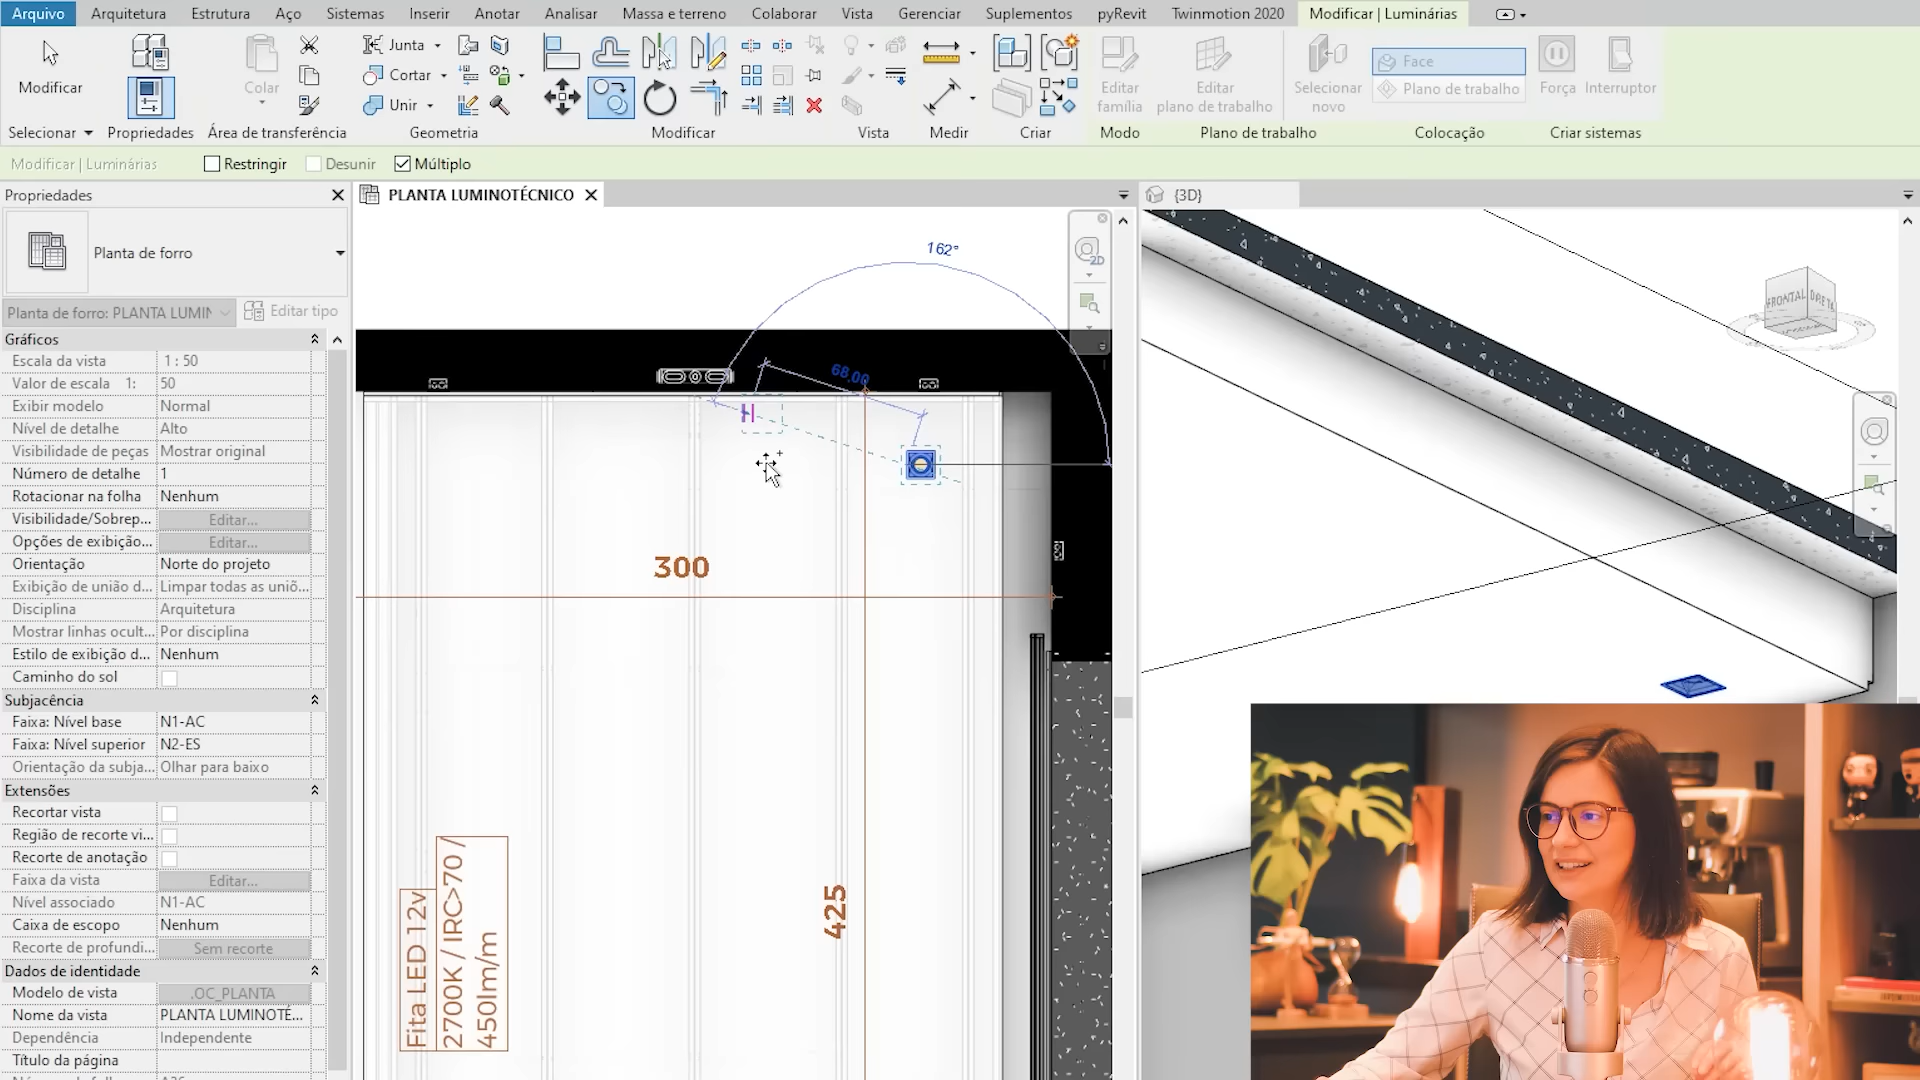 Arquivo
Arquitetura
Estrutura
Aço
Sistemas
Inserir
Anotar
Analisar
Massa e terreno
Colaborar
Vista
Gerenciar
Suplementos
pyRevit
Twinmotion 2020
Modificar | Luminárias
Modificar
Colar
Junta
Cortar
Unir
Editar família
Editar plano de trabalho
Selecionar novo
Face
Plano de trabalho
Força
Interruptor
Selecionar
Propriedades
Área de transferência
Geometria
Modificar
Vista
Medir
Criar
Modo
Plano de trabalho
Colocação
Criar sistemas
Modificar | Luminárias
Restringir
Desunir
Múltiplo
Propriedades
PLANTA LUMINOTÉCNICO
{3D}
Planta de forro
Planta de forro: PLANTA LUMIN
Editar tipo
Gráficos
Escala da vista 1 : 50
Valor de escala 1: 50
Exibir modelo Normal
Nível de detalhe Alto
Visibilidade de peças Mostrar original
Número de detalhe 1
Rotacionar na folha Nenhum
Visibilidade/Sobrep... Editar...
Opções de exibição... Editar...
Orientação Norte do projeto
Exibição de união d... Limpar todas as uniõ...
Disciplina Arquitetura
Mostrar linhas ocult... Por disciplina
Estilo de exibição d... Nenhum
Caminho do sol
Subjacência
Faixa: Nível base N1-AC
Faixa: Nível superior N2-ES
Orientação da subja... Olhar para baixo
Extensões
Recortar vista
Região de recorte vi...
Recorte de anotação
Faixa da vista Editar...
Nível associado N1-AC
Caixa de escopo Nenhum
Recorte de profundi... Sem recorte
Dados de identidade
Modelo de vista .OC_PLANTA
Nome da vista PLANTA LUMINOTÉ...
Dependência Independente
Título da página
162°
68.00
300
425
Fita LED 12v
2700K / IRC>70 /
450lm/m
2D
FRONTAL
DIREITA